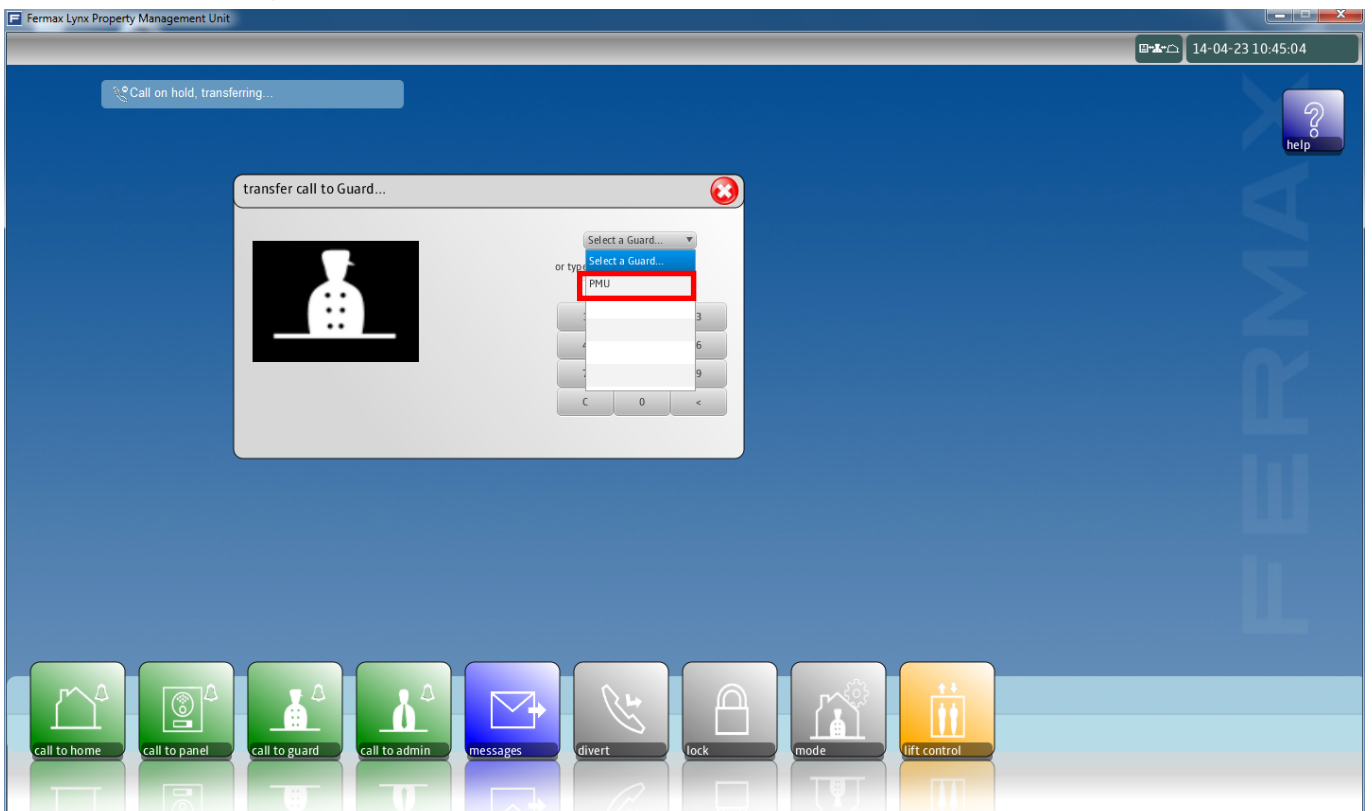 Fermax Lynx Property Management Unit
14-04-23 10:45:04
Call on hold, transferring...
help
transfer call to Guard...
Select a Guard...
or type
Select a Guard...
PMU
3
6
9
C 0 <
call to home call to panel call to guard call to admin messages divert lock mode lift control
FERMAX